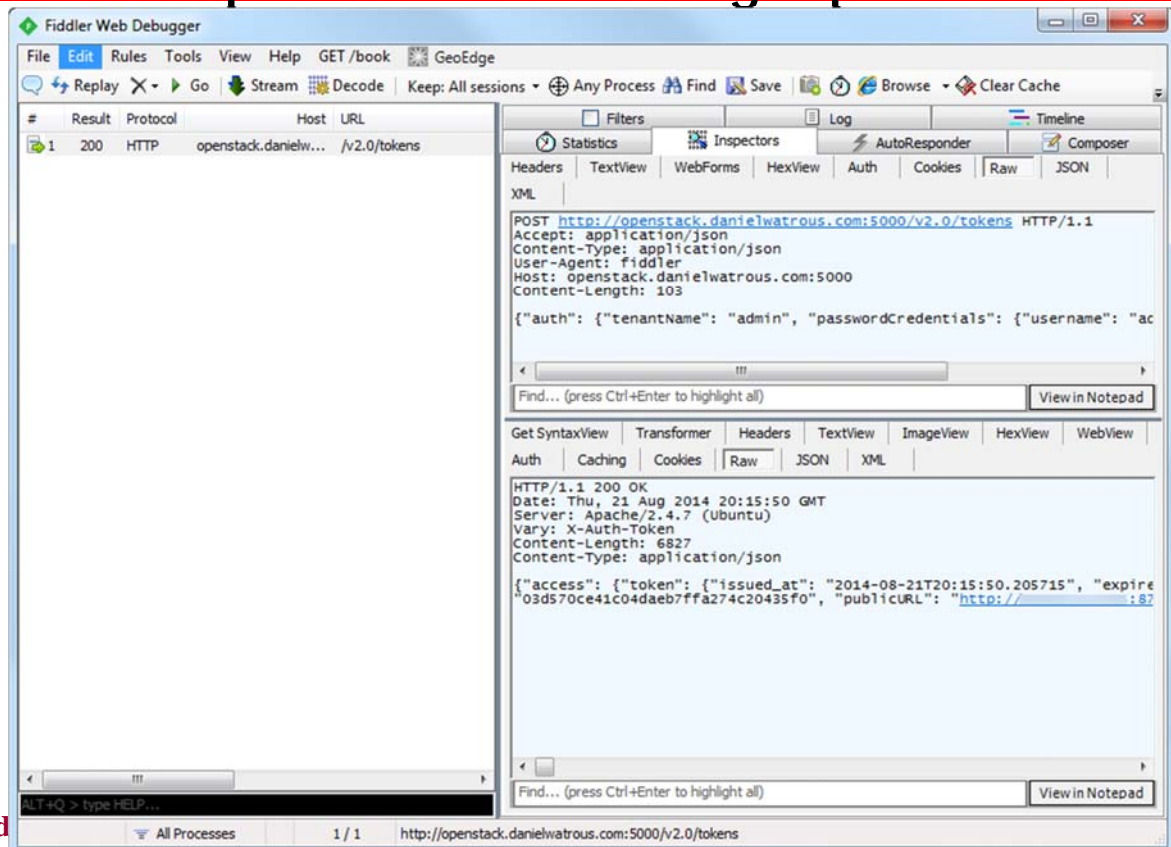 Fiddler Web Debugger
File Edit Rules Tools View Help GET /book GeoEdge
Replay Go Stream Decode Keep: All sessions Any Process Find Save Browse Clear Cache
# Result Protocol Host URL
1 200 HTTP openstack.danielw... /v2.0/tokens
Filters Log Timeline
Statistics Inspectors AutoResponder Composer
Headers TextView WebForms HexView Auth Cookies Raw JSON
XML
POST http://openstack.danielwatrous.com:5000/v2.0/tokens HTTP/1.1
Accept: application/json
Content-Type: application/json
User-Agent: fiddler
Host: openstack.danielwatrous.com:5000
Content-Length: 103
{"auth": {"tenantName": "admin", "passwordCredentials": {"username": "ac
Find... (press Ctrl+Enter to highlight all) View in Notepad
Get SyntaxView Transformer Headers TextView ImageView HexView WebView
Auth Caching Cookies Raw JSON XML
HTTP/1.1 200 OK
Date: Thu, 21 Aug 2014 20:15:50 GMT
Server: Apache/2.4.7 (Ubuntu)
Vary: X-Auth-Token
Content-Length: 6827
Content-Type: application/json
{"access": {"token": {"issued_at": "2014-08-21T20:15:50.205715", "expire
"03d570ce41c04daeb7ffa274c20435f0", "publicURL": "http:// :87
Find... (press Ctrl+Enter to highlight all) View in Notepad
ALT+Q > type HELP...
All Processes 1 / 1 http://openstack.danielwatrous.com:5000/v2.0/tokens